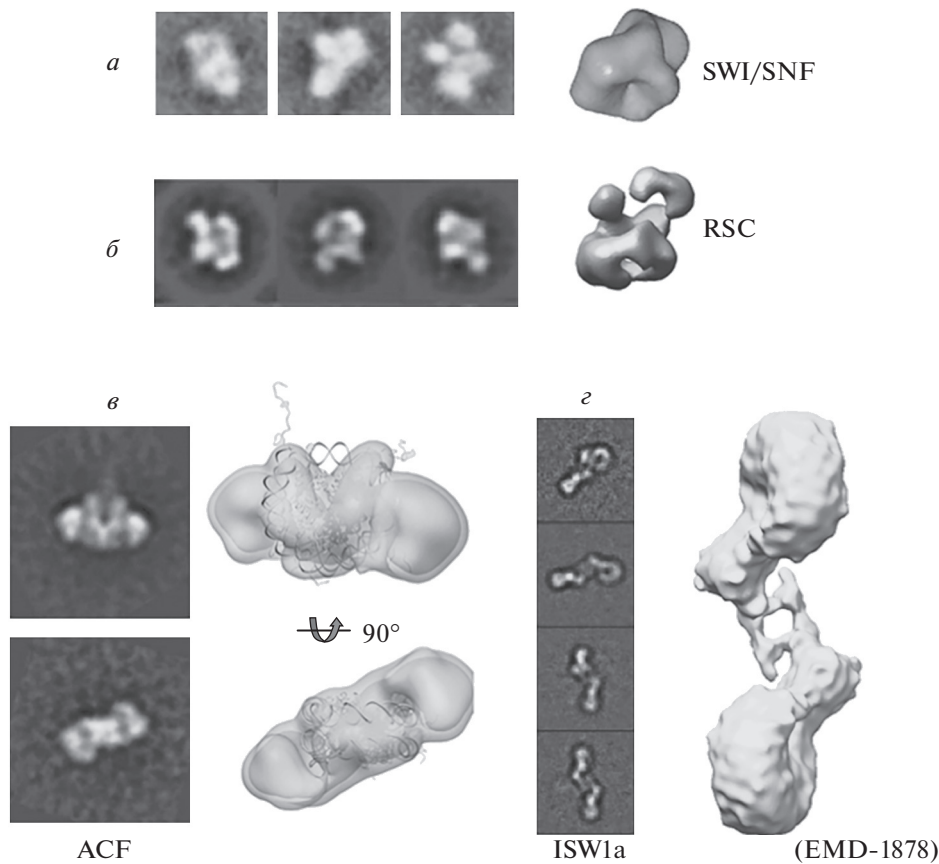 а
SWI/SNF
б
RSC
в
г
90°
ACF
ISW1a
(EMD-1878)